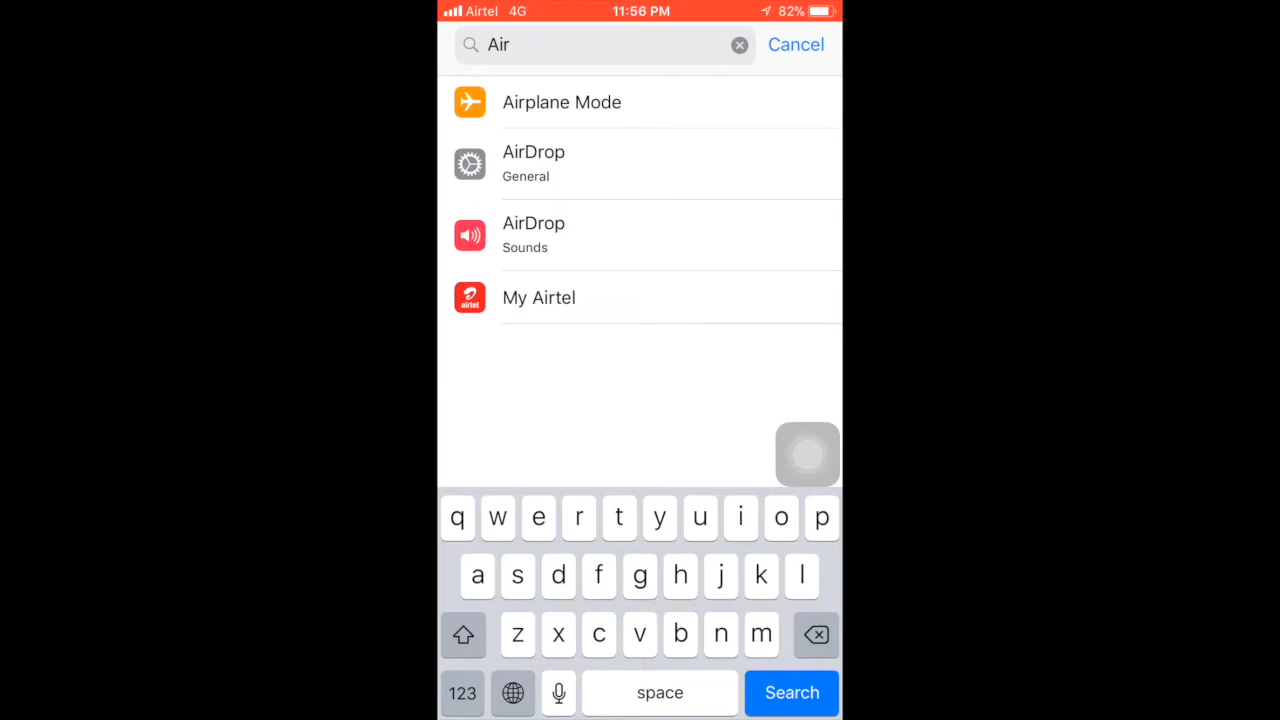 Airtel 4G 11:56 PM 82%
Air Cancel
Airplane Mode
AirDrop
General
AirDrop
Sounds
airtel My Airtel
q w e r t y u i o p
a s d f g h j k l
z x c v b n m
123 space Search